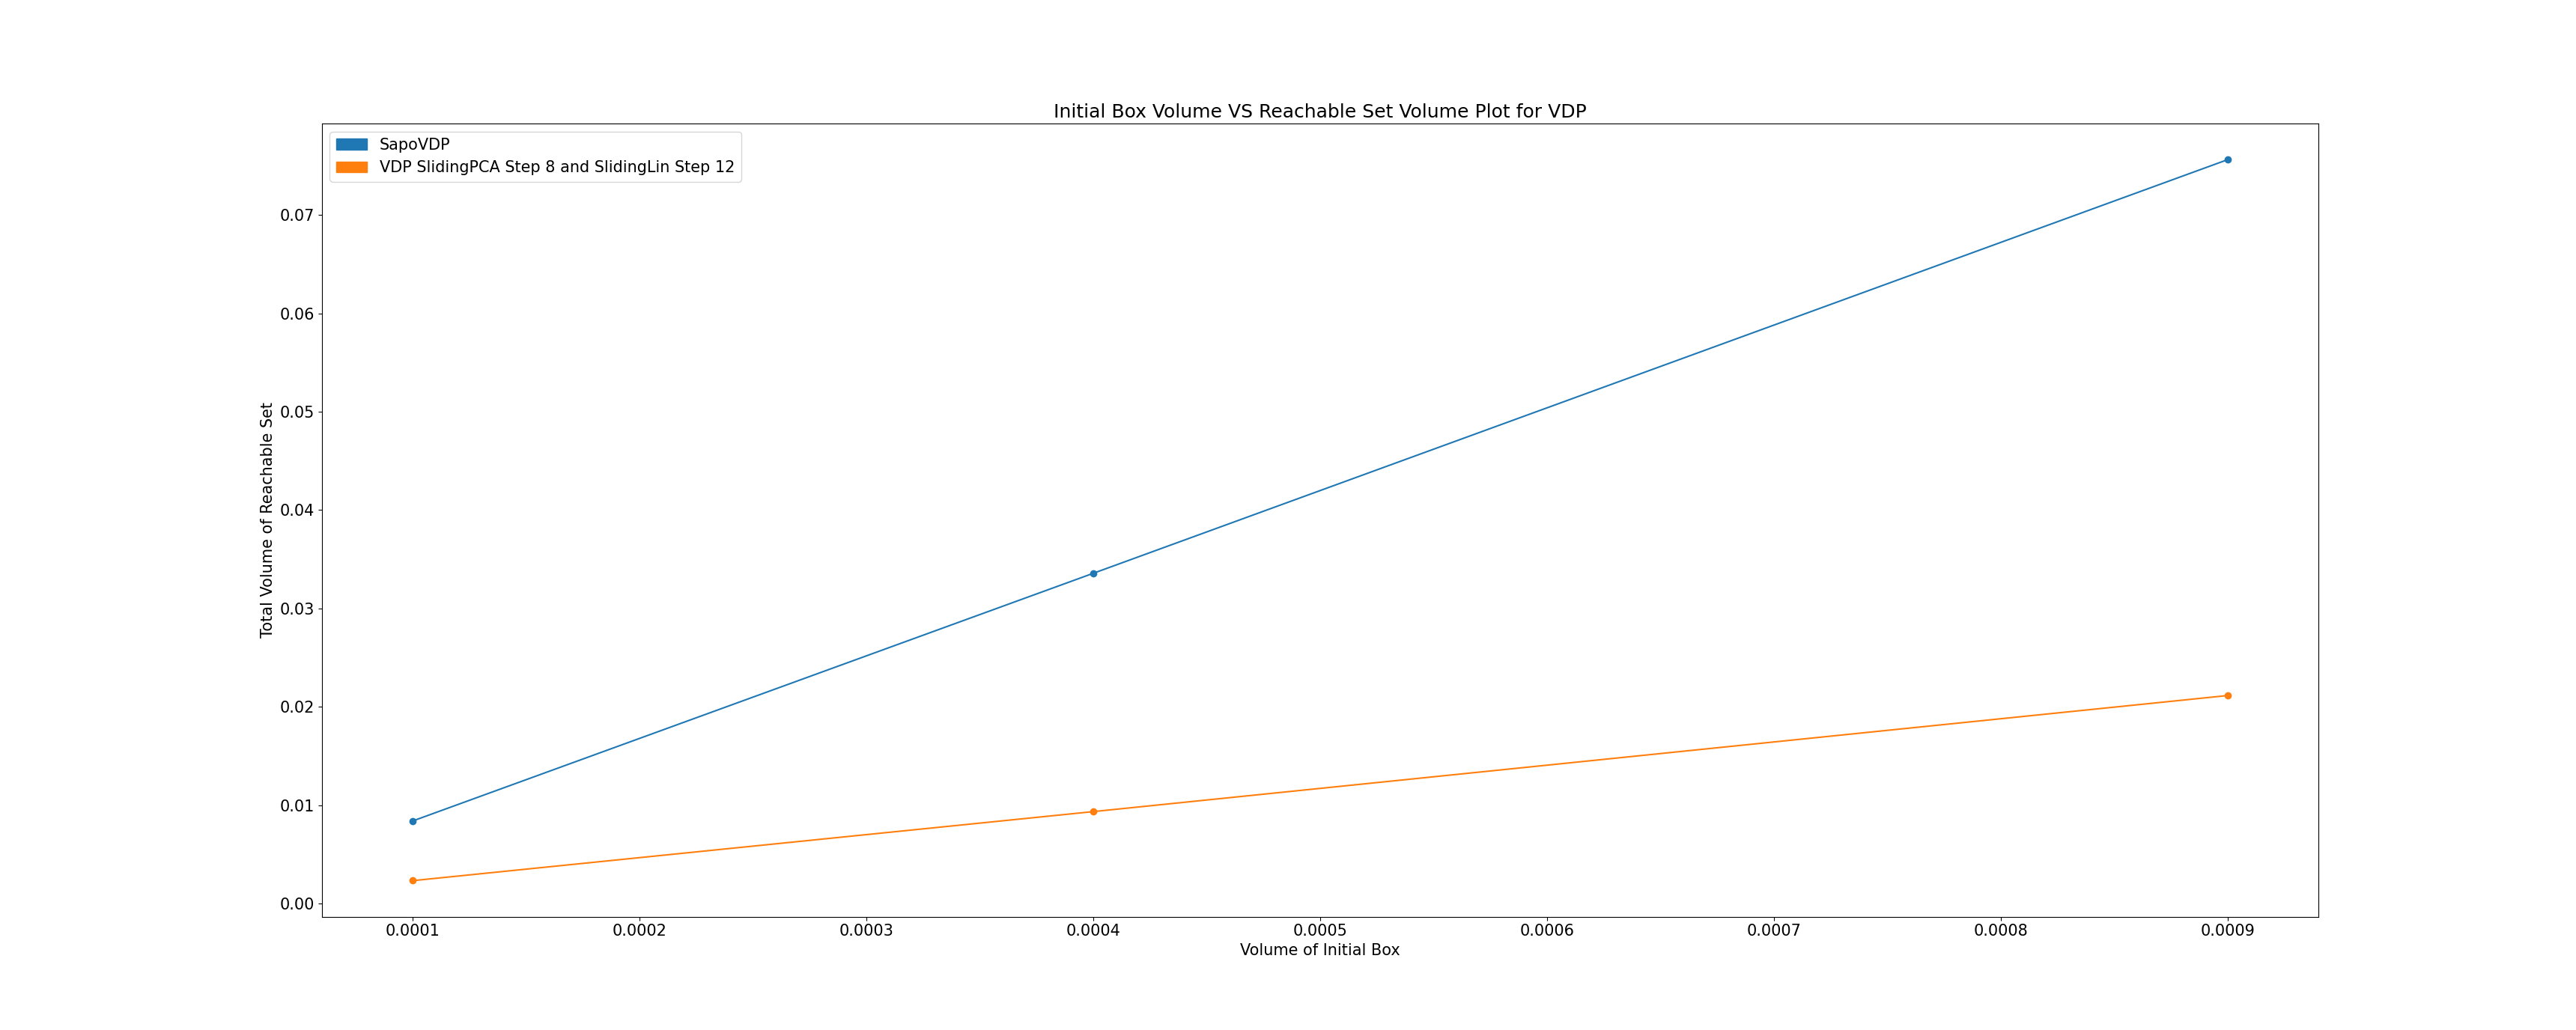 Initial Box Volume VS Reachable Set Volume Plot for VDP
SapoVDP
VDP SlidingPCA Step 8 and SlidingLin Step 12
Total Volume of Reachable Set
0.07
0.06
0.05
0.04
0.03
0.02
0.01
0.00
0.0001 0.0002 0.0003 0.0004 0.0005 0.0006 0.0007 0.0008 0.0009
Volume of Initial Box